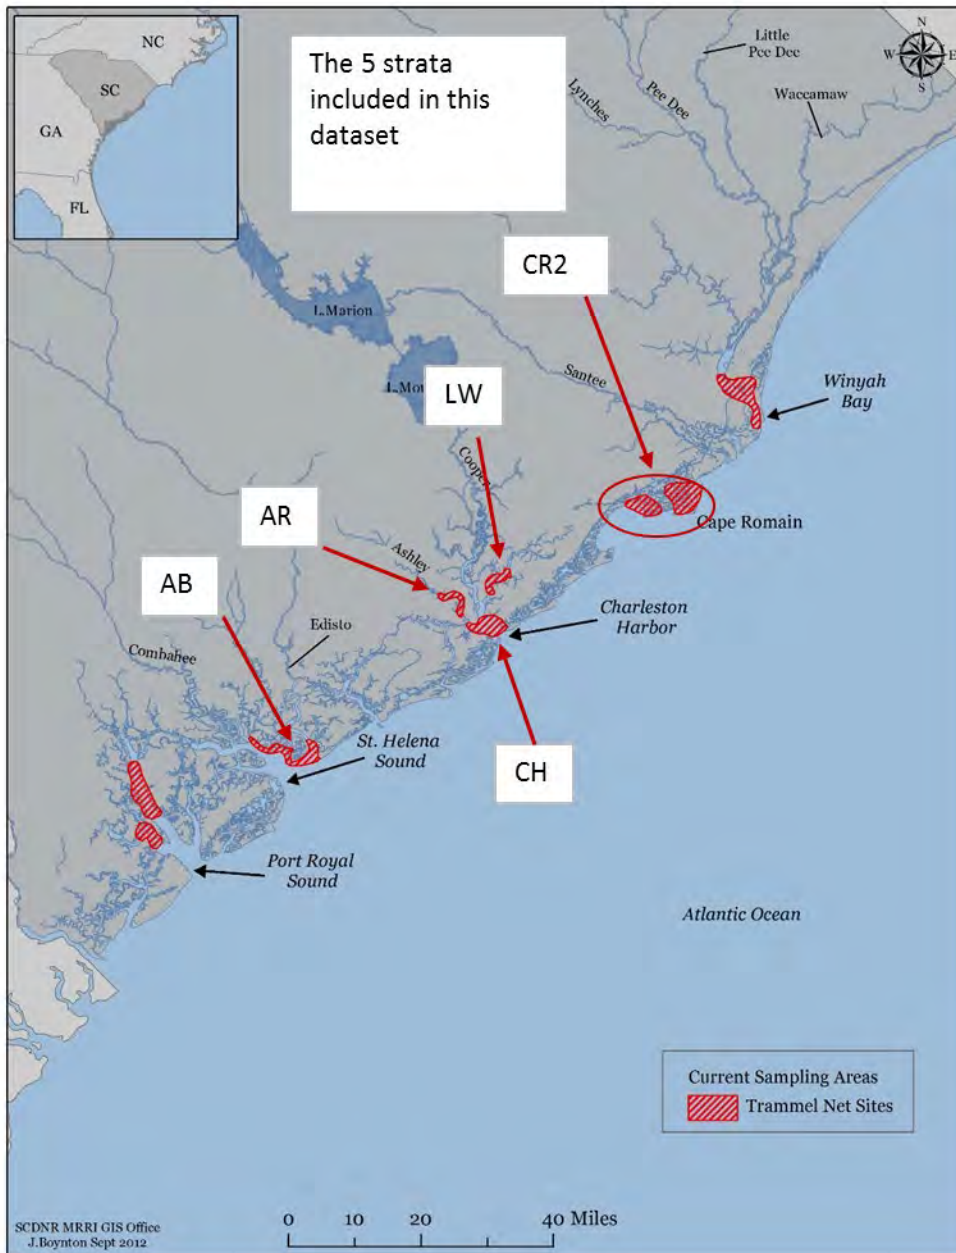 NC
SC
GA
FL
The 5 strata
included in this
dataset
Little
Pee Dee
Waccamaw
Lynches
Pee Dee
N
W
E
S
CR2
L.Marion
L.Mou
LW
Santee
Winyah
Bay
Cooper
Cape Romain
AR
Ashley
AB
Charleston
Harbor
Edisto
Combahee
St. Helena
Sound
CH
Port Royal
Sound
Atlantic Ocean
Current Sampling Areas
Trammel Net Sites
SCDNR MRRI GIS Office
J.Boynton Sept 2012
0 10 20 40 Miles